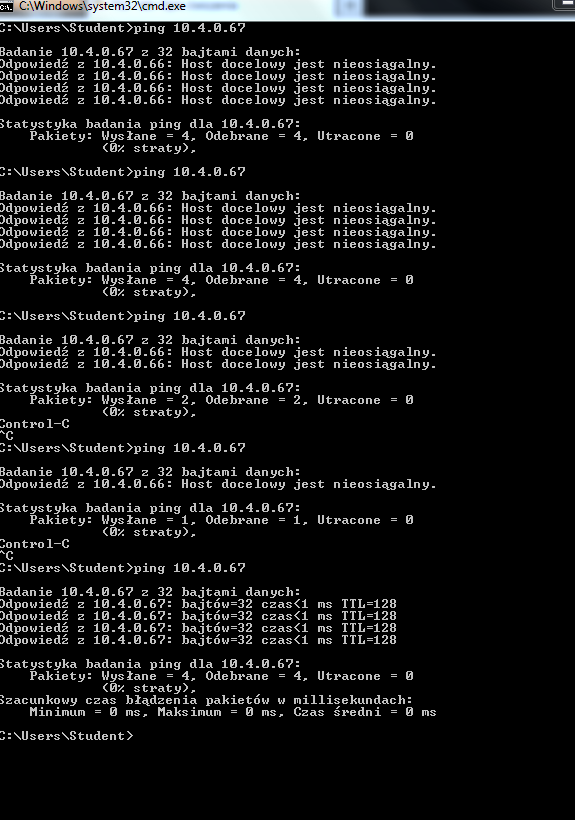 C:\Windows\system32\cmd.exe
C:\Users\Student>ping 10.4.0.67
Badanie 10.4.0.67 z 32 bajtami danych:
Odpowiedź z 10.4.0.66: Host docelowy jest nieosiągalny.
Odpowiedź z 10.4.0.66: Host docelowy jest nieosiągalny.
Odpowiedź z 10.4.0.66: Host docelowy jest nieosiągalny.
Odpowiedź z 10.4.0.66: Host docelowy jest nieosiągalny.
Statystyka badania ping dla 10.4.0.67:
Pakiety: Wysłane = 4, Odebrane = 4, Utracone = 0
(0% straty),
C:\Users\Student>ping 10.4.0.67
Badanie 10.4.0.67 z 32 bajtami danych:
Odpowiedź z 10.4.0.66: Host docelowy jest nieosiągalny.
Odpowiedź z 10.4.0.66: Host docelowy jest nieosiągalny.
Odpowiedź z 10.4.0.66: Host docelowy jest nieosiągalny.
Odpowiedź z 10.4.0.66: Host docelowy jest nieosiągalny.
Statystyka badania ping dla 10.4.0.67:
Pakiety: Wysłane = 4, Odebrane = 4, Utracone = 0
(0% straty),
C:\Users\Student>ping 10.4.0.67
Badanie 10.4.0.67 z 32 bajtami danych:
Odpowiedź z 10.4.0.66: Host docelowy jest nieosiągalny.
Odpowiedź z 10.4.0.66: Host docelowy jest nieosiągalny.
Statystyka badania ping dla 10.4.0.67:
Pakiety: Wysłane = 2, Odebrane = 2, Utracone = 0
(0% straty),
Control-C
^C
C:\Users\Student>ping 10.4.0.67
Badanie 10.4.0.67 z 32 bajtami danych:
Odpowiedź z 10.4.0.66: Host docelowy jest nieosiągalny.
Statystyka badania ping dla 10.4.0.67:
Pakiety: Wysłane = 1, Odebrane = 1, Utracone = 0
(0% straty),
Control-C
^C
C:\Users\Student>ping 10.4.0.67
Badanie 10.4.0.67 z 32 bajtami danych:
Odpowiedź z 10.4.0.67: bajtów=32 czas<1 ms TTL=128
Odpowiedź z 10.4.0.67: bajtów=32 czas<1 ms TTL=128
Odpowiedź z 10.4.0.67: bajtów=32 czas<1 ms TTL=128
Odpowiedź z 10.4.0.67: bajtów=32 czas<1 ms TTL=128
Statystyka badania ping dla 10.4.0.67:
Pakiety: Wysłane = 4, Odebrane = 4, Utracone = 0
(0% straty),
Szacunkowy czas błądzenia pakietów w millisekundach:
Minimum = 0 ms, Maksimum = 0 ms, Czas średni = 0 ms
C:\Users\Student>